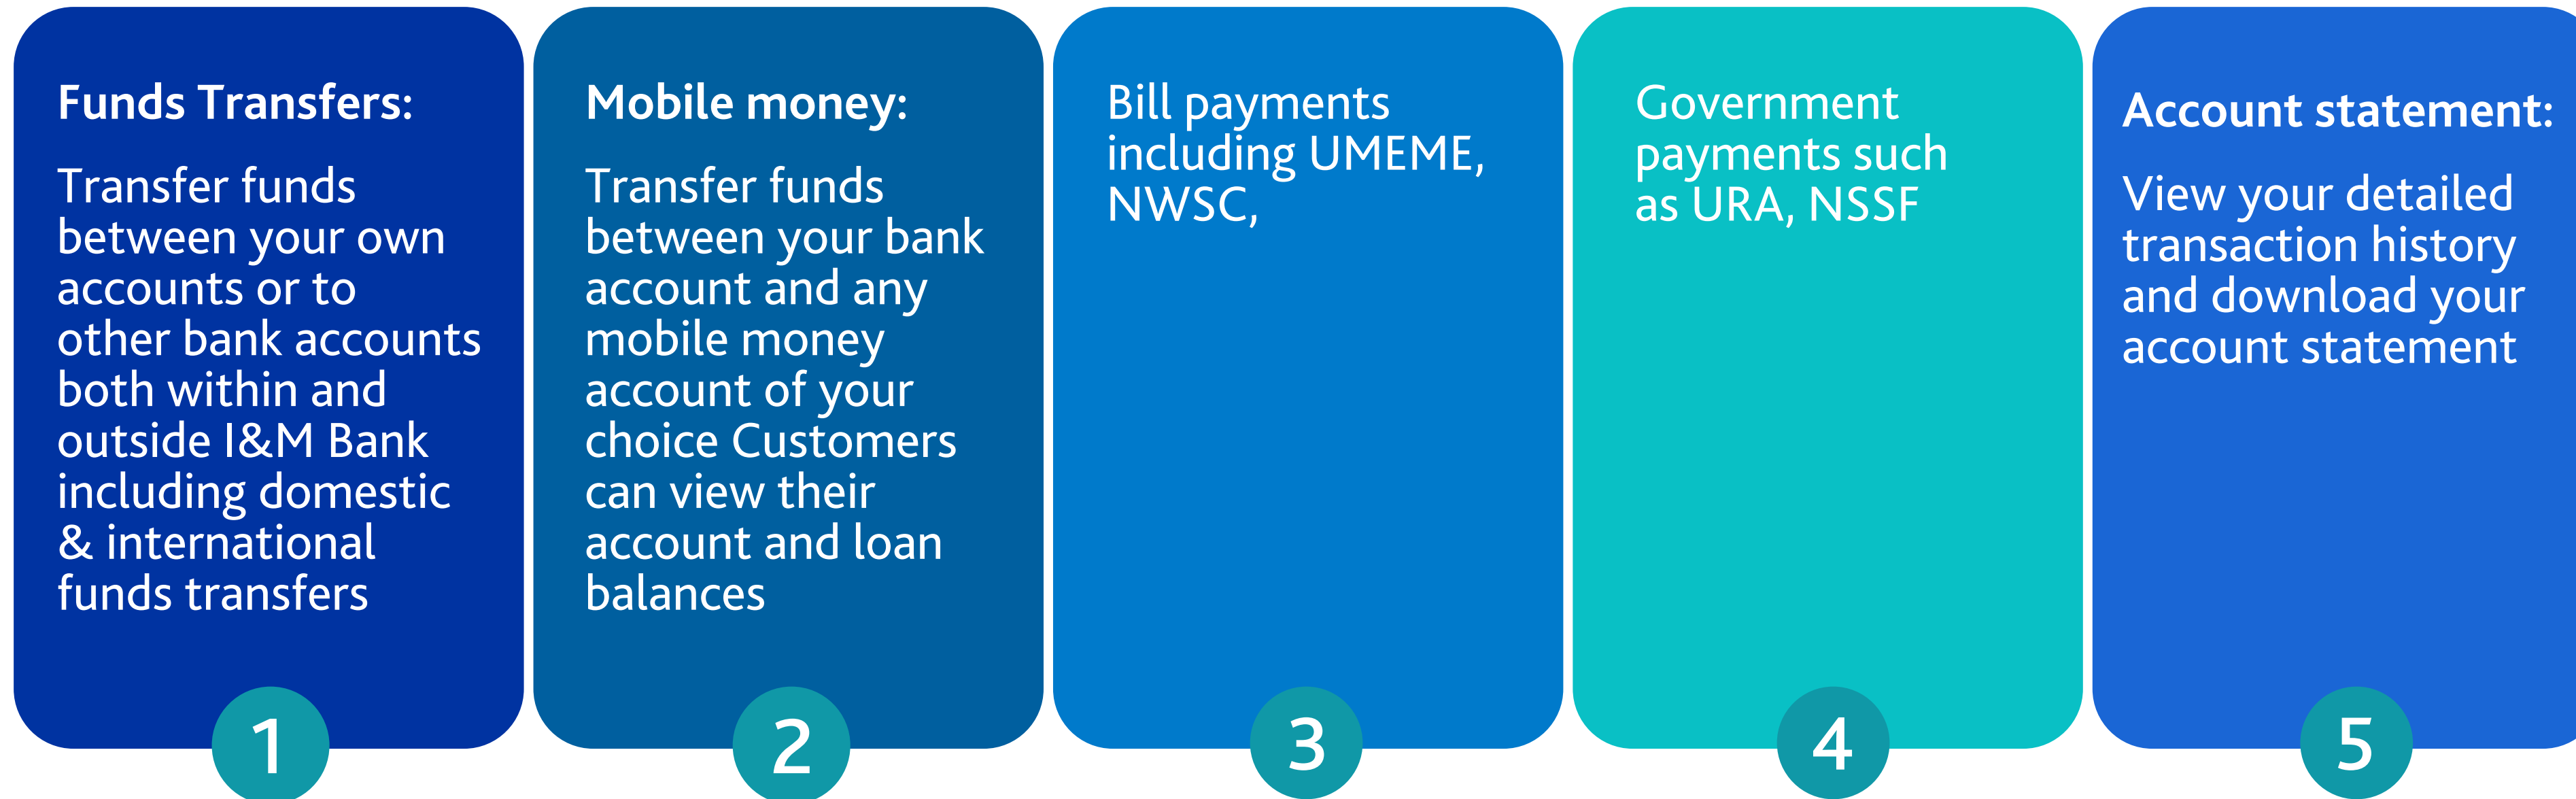 Funds Transfers:
Transfer funds
between your own
accounts or to
other bank accounts
both within and
outside I&M Bank
including domestic
& international
funds transfers
1
Mobile money:
Transfer funds
between your bank
account and any
mobile money
account of your
choice Customers
can view their
account and loan
balances
2
Bill payments
including UMEME,
NWSC,
3
Government
payments such
as URA, NSSF
4
Account statement:
View your detailed
transaction history
and download your
account statement
5